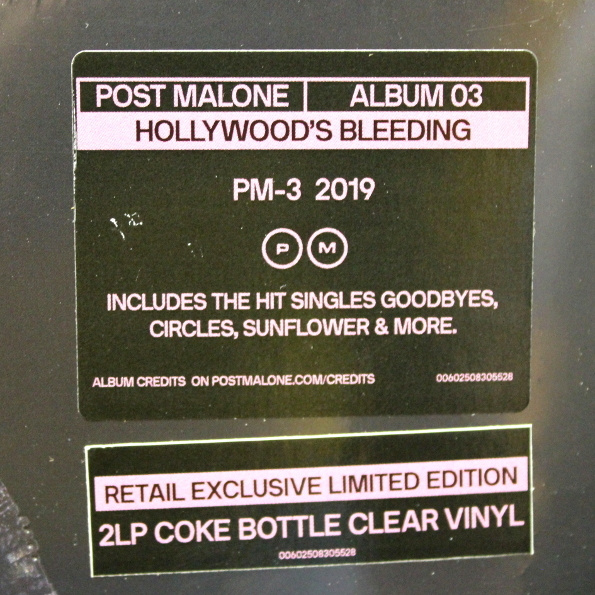 POST MALONE ALBUM 03
HOLLYWOOD'S BLEEDING
PM-3 2019
P M
INCLUDES THE HIT SINGLES GOODBYES,
CIRCLES, SUNFLOWER & MORE.
ALBUM CREDITS ON POSTMALONE.COM/CREDITS 00602508305528
RETAIL EXCLUSIVE LIMITED EDITION
2LP COKE BOTTLE CLEAR VINYL
00602508305528